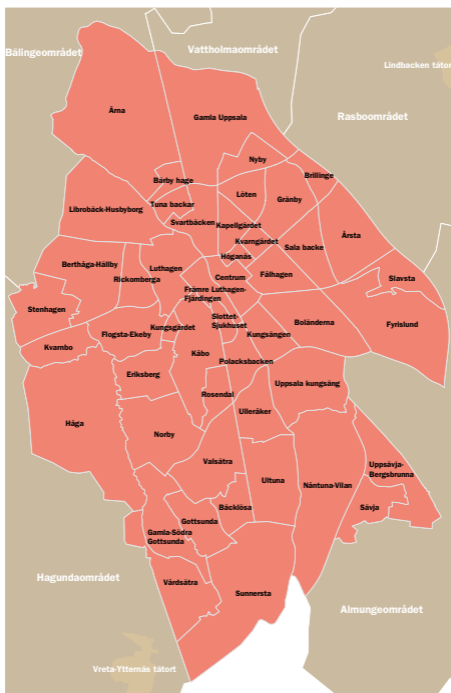 Bälingeområdet
Vattholmaområdet
Lindbacken tätor
Rasboområdet
Ärna
Gamla Uppsala
Nyby
Brillinge
Bärby hage
Löten
Gränby
Tuna backar
Librobäck-Husbyborg
Svartbäcken
Kapellgärdet
Årsta
Kvarngärdet
Sala backe
Höganäs
Berthåga-Hällby
Luthagen
Rickomberga
Centrum
Fålhagen
Slavsta
Främre Luthagen-
Fjärdingen
Stenhagen
Slottet-
Sjukhuset
Boländerna
Fyrislund
Kungsgärdet
Flogsta-Ekeby
Kungsängen
Kvarnbo
Kåbo
Polacksbacken
Eriksberg
Uppsala kungsäng
Rosendal
Ulleråker
Håga
Norby
Valsätra
Uppsävja-
Bergsbrunna
Ultuna
Nåntuna-Vilan
Bäcklösa
Sävja
Gottsunda
Gamla-Södra
Gottsunda
Hagundaområdet
Vårdsätra
Sunnersta
Almungeområdet
Vreta-Ytternäs tätort